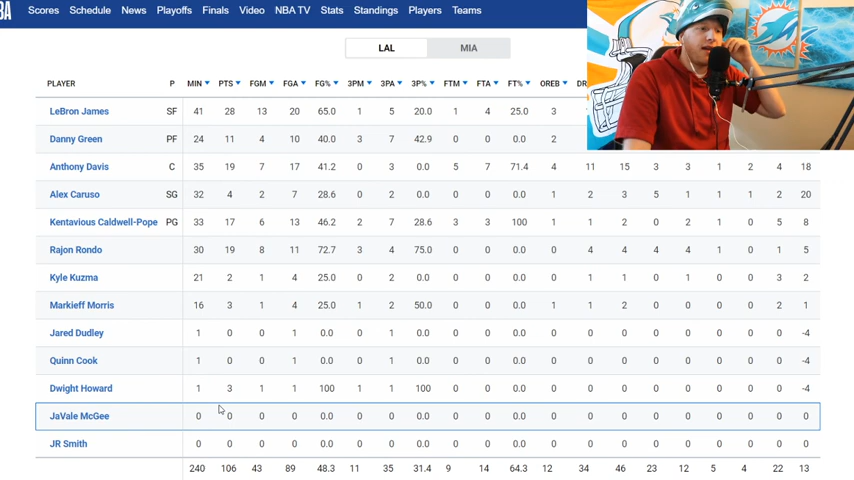 BA Scores Schedule News Playoffs Finals Video NBA TV Stats Standings Players Teams
LAL MIA
PLAYER P MIN PTS FGM FGA FG% 3PM 3PA 3P% FTM FTA FT% OREB DR
LeBron James SF 41 28 13 20 65.0 1 5 20.0 1 4 25.0 3
Danny Green PF 24 11 4 10 40.0 3 7 42.9 0 0 0.0 2
Anthony Davis C 35 19 7 17 41.2 0 3 0.0 5 7 71.4 4 11 15 3 3 1 2 4 18
Alex Caruso SG 32 4 2 7 28.6 0 2 0.0 0 0 0.0 1 2 3 5 1 1 1 2 20
Kentavious Caldwell-Pope PG 33 17 6 13 46.2 2 7 28.6 3 3 100 1 1 2 0 2 1 0 5 8
Rajon Rondo 30 19 8 11 72.7 3 4 75.0 0 0 0.0 0 4 4 4 4 1 0 1 5
Kyle Kuzma 21 2 1 4 25.0 0 2 0.0 0 0 0.0 0 1 1 0 1 0 0 3 2
Markieff Morris 16 3 1 4 25.0 1 2 50.0 0 0 0.0 1 1 2 0 0 0 0 2 1
Jared Dudley 1 0 0 1 0.0 0 1 0.0 0 0 0.0 0 0 0 0 0 0 0 0 -4
Quinn Cook 1 0 0 1 0.0 0 1 0.0 0 0 0.0 0 0 0 0 0 0 0 0 -4
Dwight Howard 1 3 1 1 100 1 1 100 0 0 0.0 0 0 0 0 0 0 0 0 -4
JaVale McGee 0 0 0 0 0.0 0 0 0.0 0 0 0.0 0 0 0 0 0 0 0 0 0
JR Smith 0 0 0 0 0.0 0 0 0.0 0 0 0.0 0 0 0 0 0 0 0 0 0
240 106 43 89 48.3 11 35 31.4 9 14 64.3 12 34 46 23 12 5 4 22 13